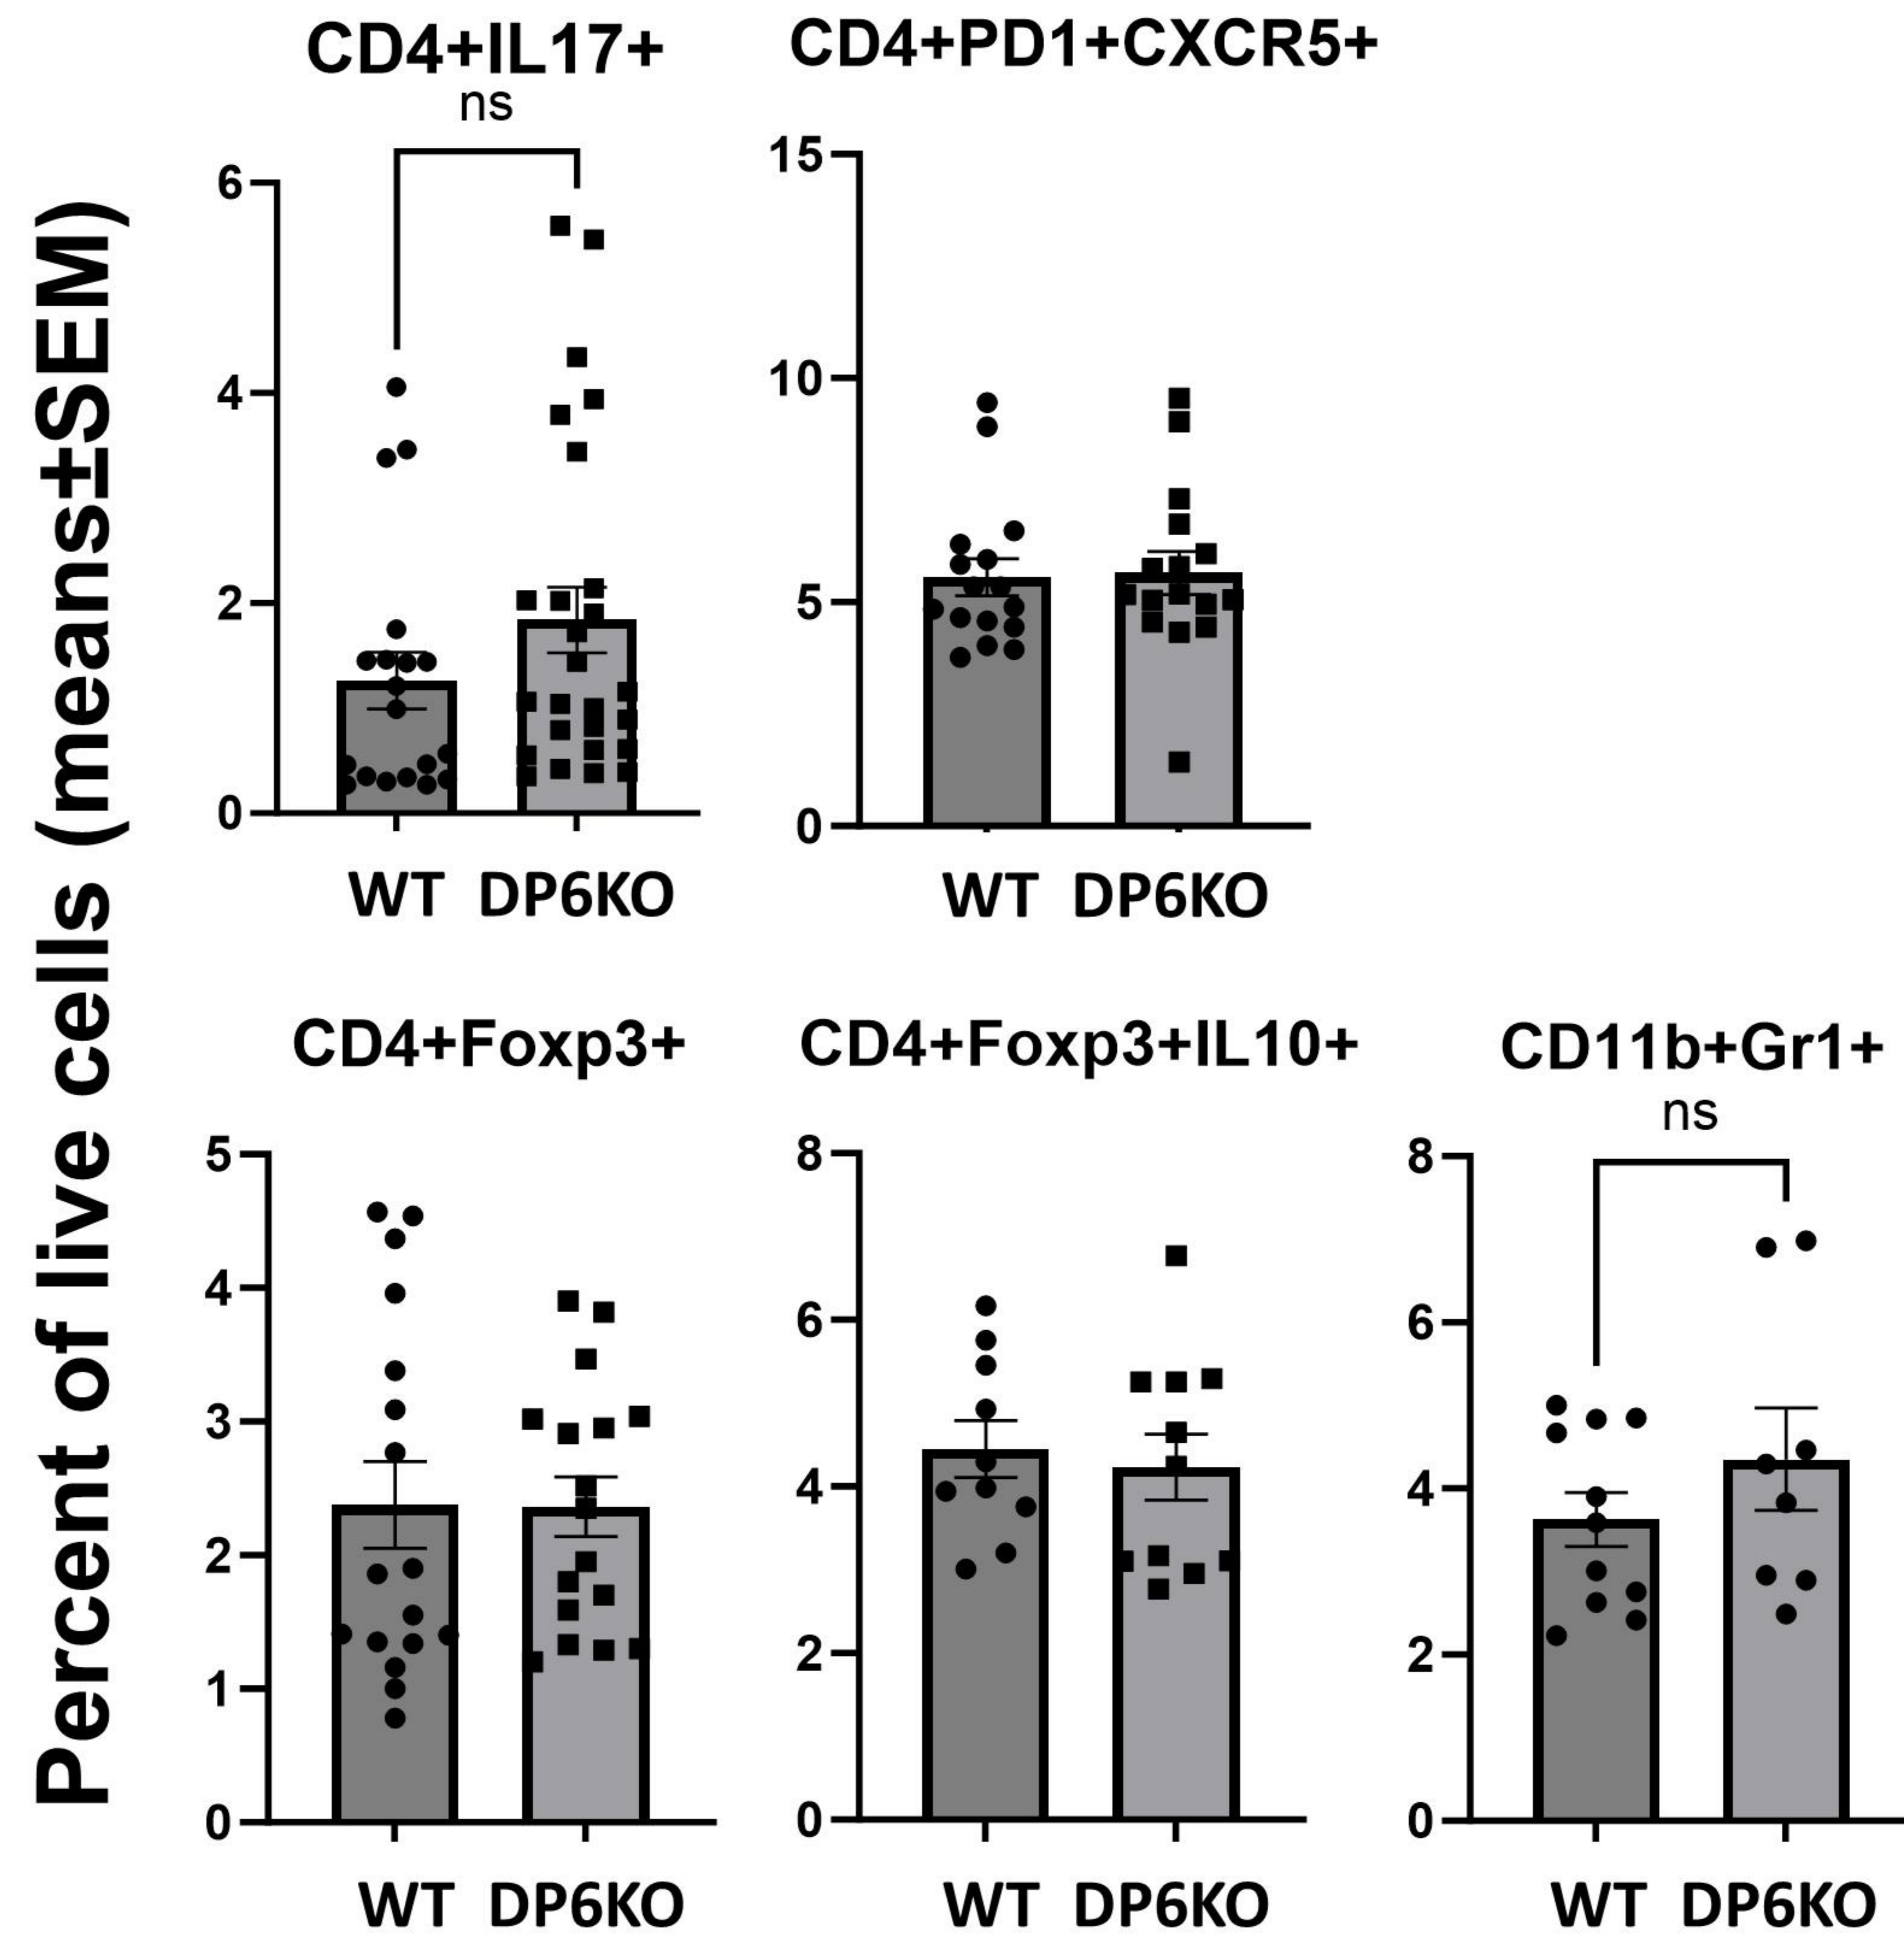 Percent of live cells (means±SEM)
CD4+IL17+
ns
6
4
2
0
WT DP6KO
CD4+PD1+CXCR5+
15
10
5
0
WT DP6KO
CD4+Foxp3+
5
4
3
2
1
0
WT DP6KO
CD4+Foxp3+IL10+
8
6
4
2
0
WT DP6KO
CD11b+Gr1+
ns
8
6
4
2
0
WT DP6KO